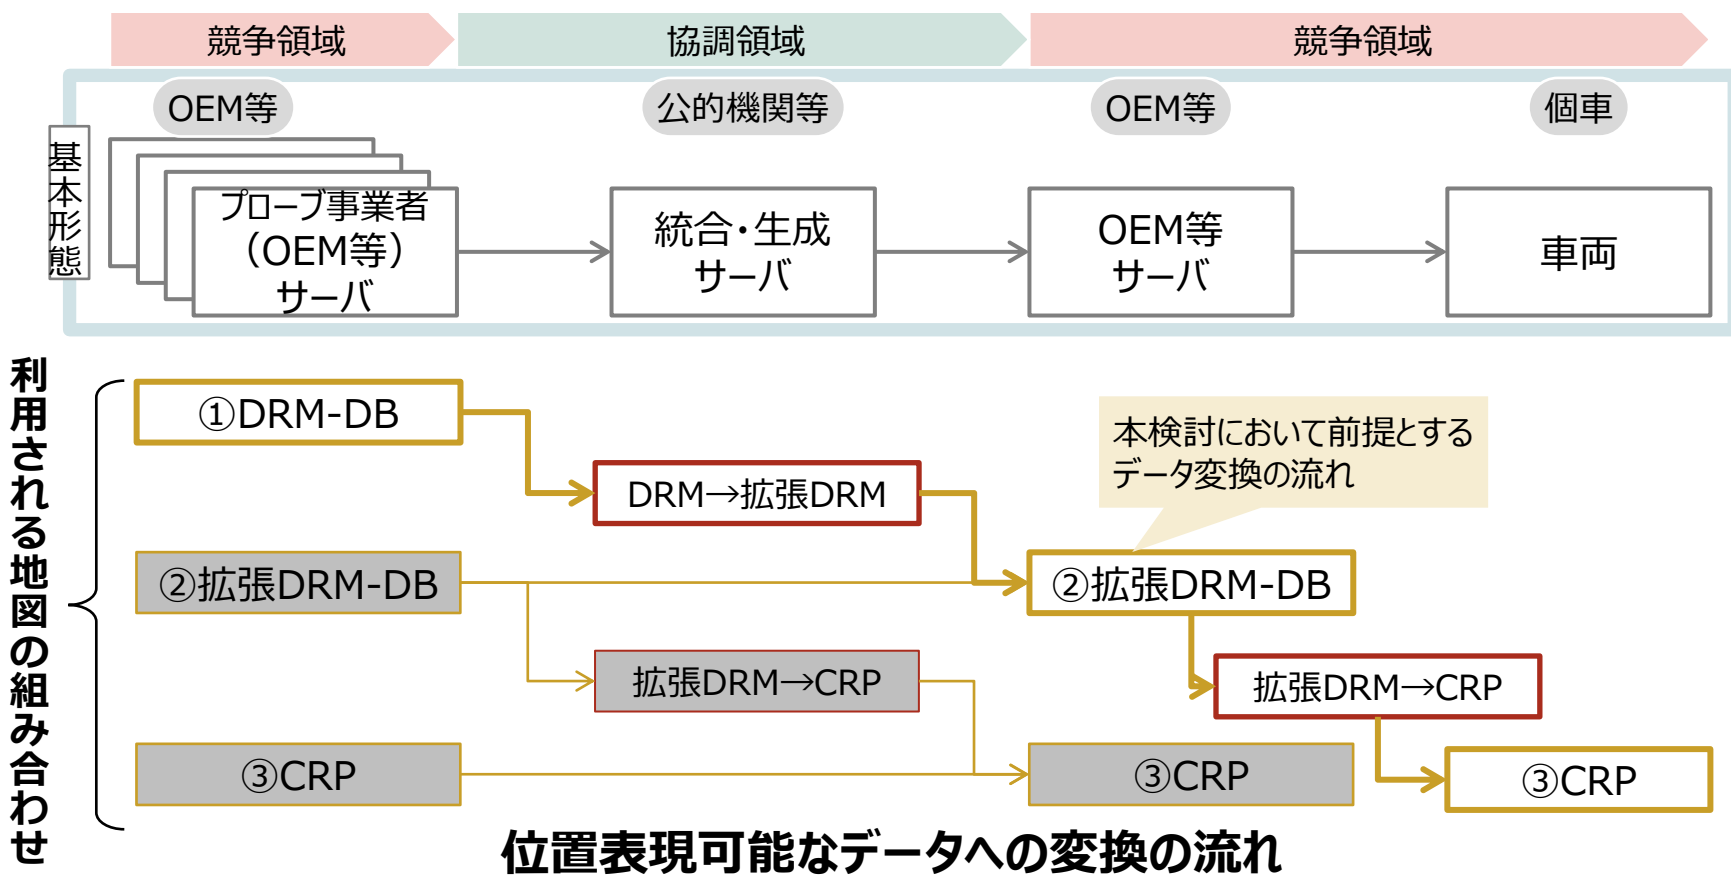 競争領域
協調領域
競争領域
OEM等
公的機関等
OEM等
個車
基本形態
プローブ事業者
（OEM等）
サーバ
統合・生成
サーバ
OEM等
サーバ
車両
利用される地図の組み合わせ
①DRM-DB
DRM→拡張DRM
本検討において前提とする
データ変換の流れ
②拡張DRM-DB
②拡張DRM-DB
拡張DRM→CRP
拡張DRM→CRP
③CRP
③CRP
③CRP
位置表現可能なデータへの変換の流れ